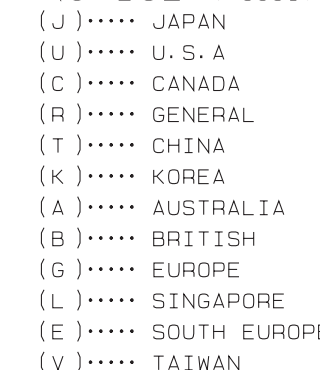 (J)····· JAPAN
(U)····· U.S.A
(C)····· CANADA
(R)····· GENERAL
(T)····· CHINA
(K)····· KOREA
(A)····· AUSTRALIA
(B)····· BRITISH
(G)····· EUROPE
(L)····· SINGAPORE
(E)····· SOUTH EUROPE
(V)····· TAIWAN